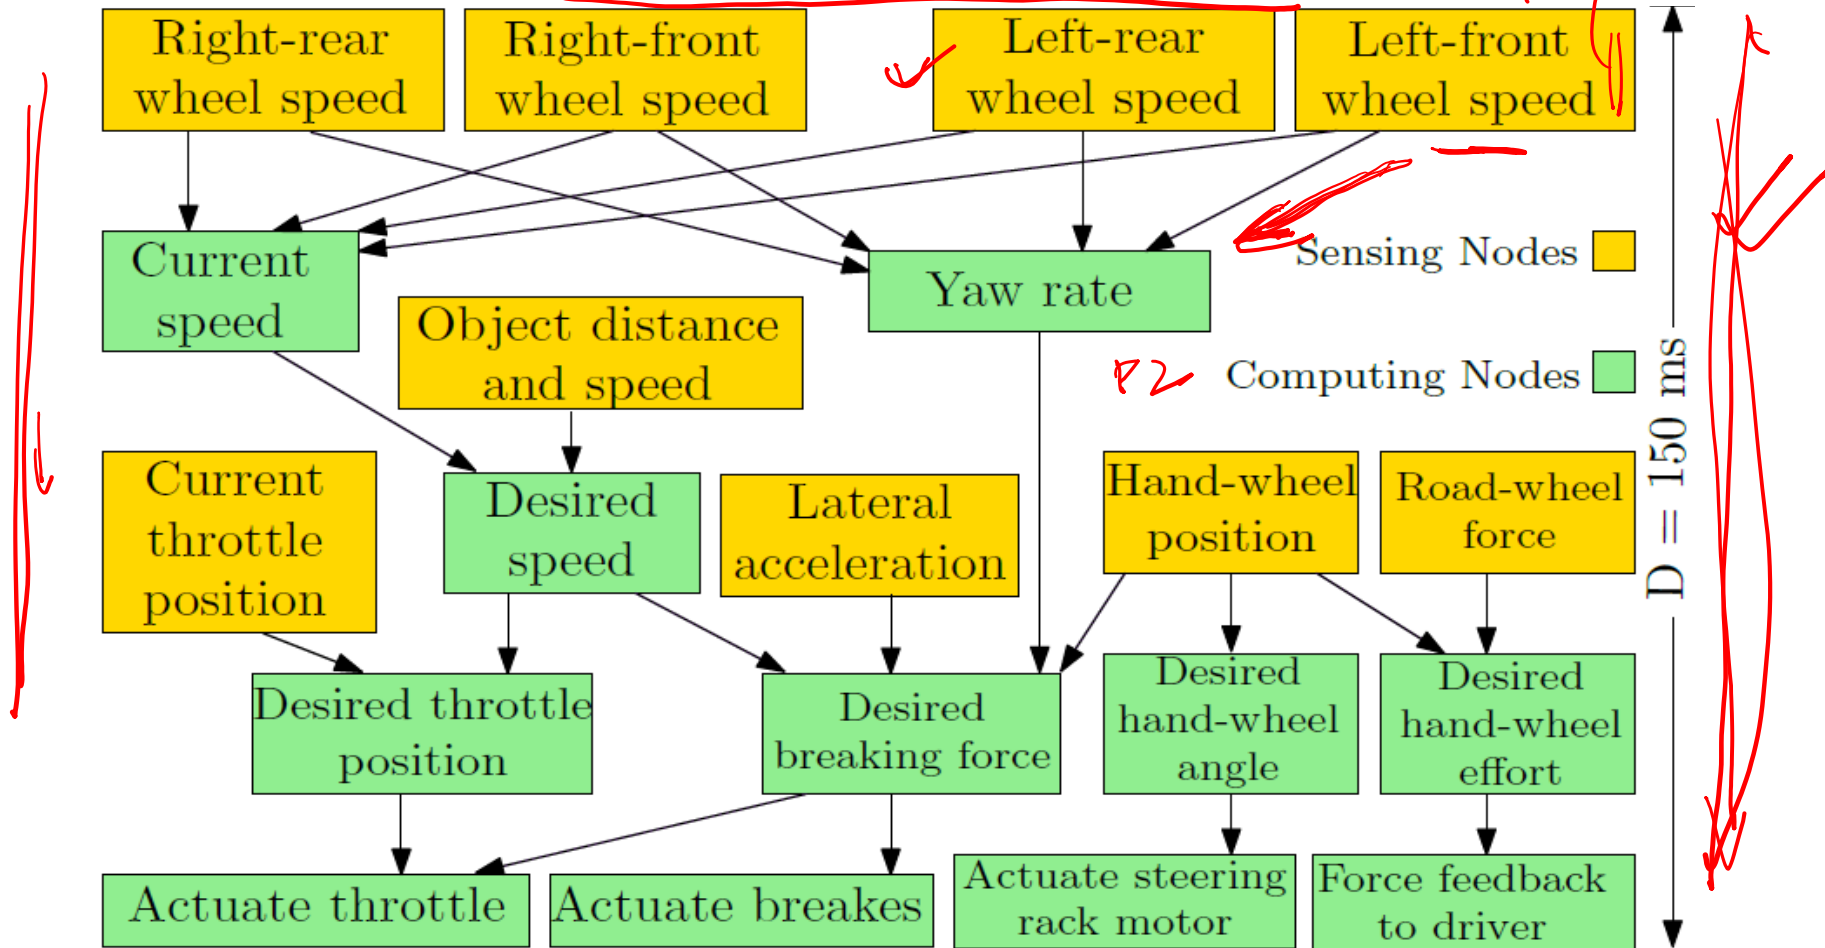 Right-rear
wheel speed
Right-front
wheel speed
Left-rear
wheel speed
Left-front
wheel speed
Current
speed
Yaw rate
Sensing Nodes
Object distance
and speed
P2
Computing Nodes
D = 150 ms
Current
throttle
position
Desired
speed
Lateral
acceleration
Hand-wheel
position
Road-wheel
force
Desired throttle
position
Desired
breaking force
Desired
hand-wheel
angle
Desired
hand-wheel
effort
Actuate throttle
Actuate breakes
Actuate steering
rack motor
Force feedback
to driver